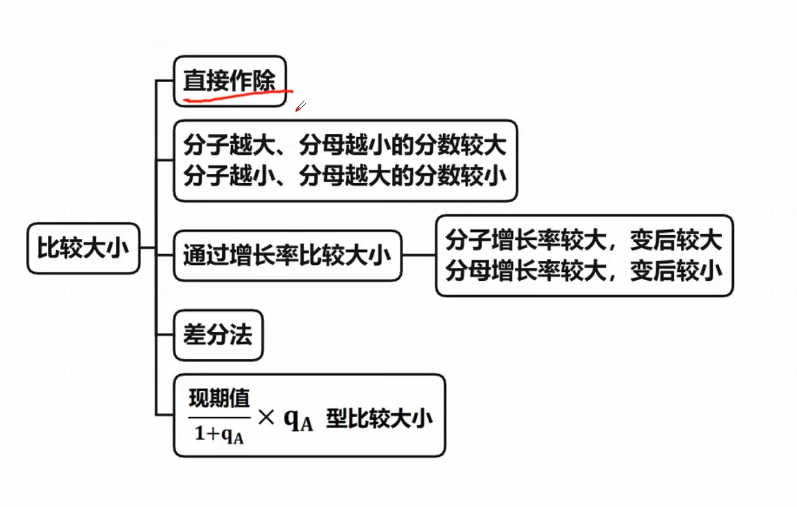 直接作除
分子越大、分母越小的分数较大
分子越小、分母越大的分数较小
比较大小
通过增长率比较大小
分子增长率较大，变后较大
分母增长率较大，变后较小
差分法
现期值
1+qA
× qA 型比较大小